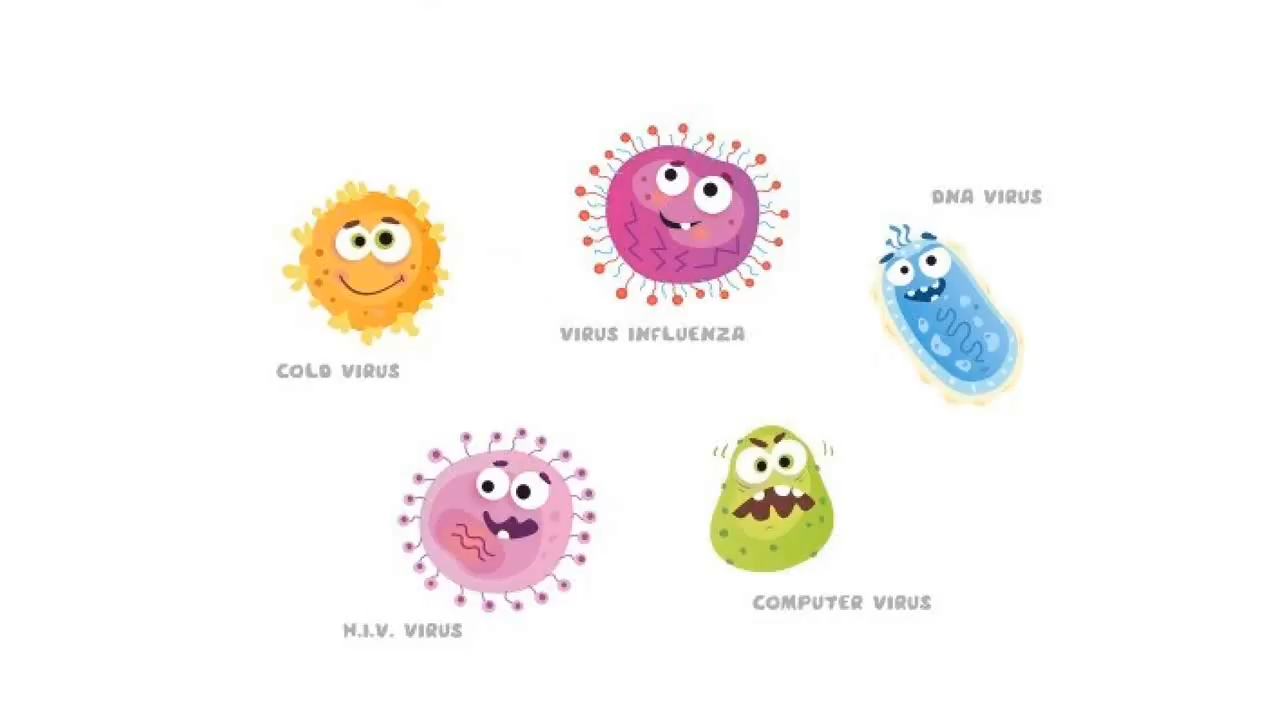 DNA VIRUS
VIRUS INFLUENZA
COLD VIRUS
COMPUTER VIRUS
H.I.V. VIRUS